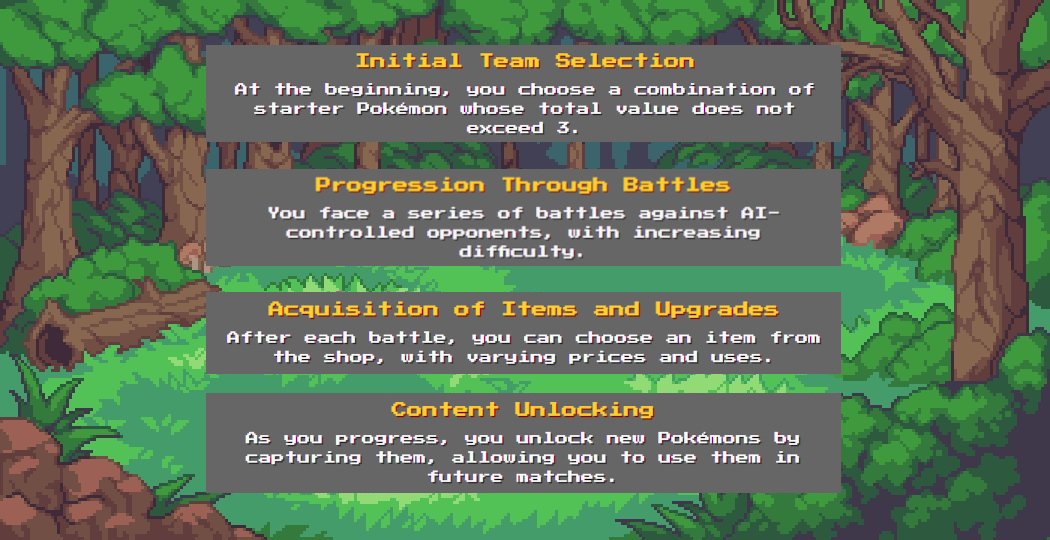 Initial Team Selection
At the beginning, you choose a combination of
starter Pokémon whose total value does not
exceed 3.
Progression Through Battles
You face a series of battles against AI-
controlled opponents, with increasing
difficulty.
Acquisition of Items and Upgrades
After each battle, you can choose an item from
the shop, with varying prices and uses.
Content Unlocking
As you progress, you unlock new Pokémons by
capturing them, allowing you to use them in
future matches.